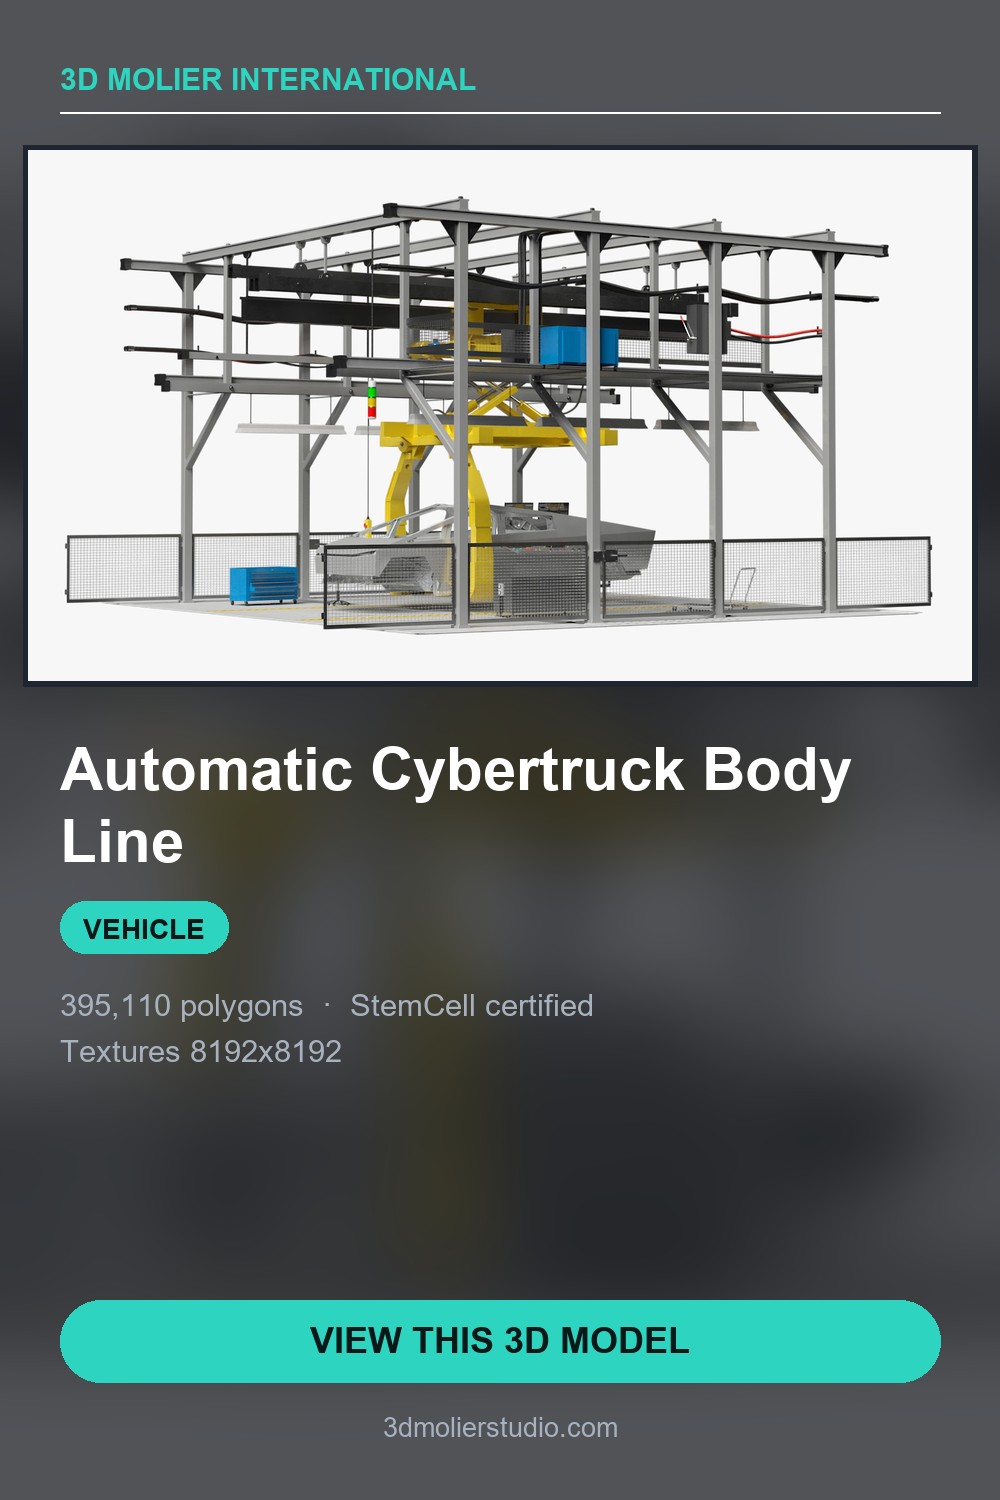 3D MOLIER INTERNATIONAL
Automatic Cybertruck Body
Line
VEHICLE
395,110 polygons · StemCell certified
Textures 8192x8192
VIEW THIS 3D MODEL
3dmolierstudio.com